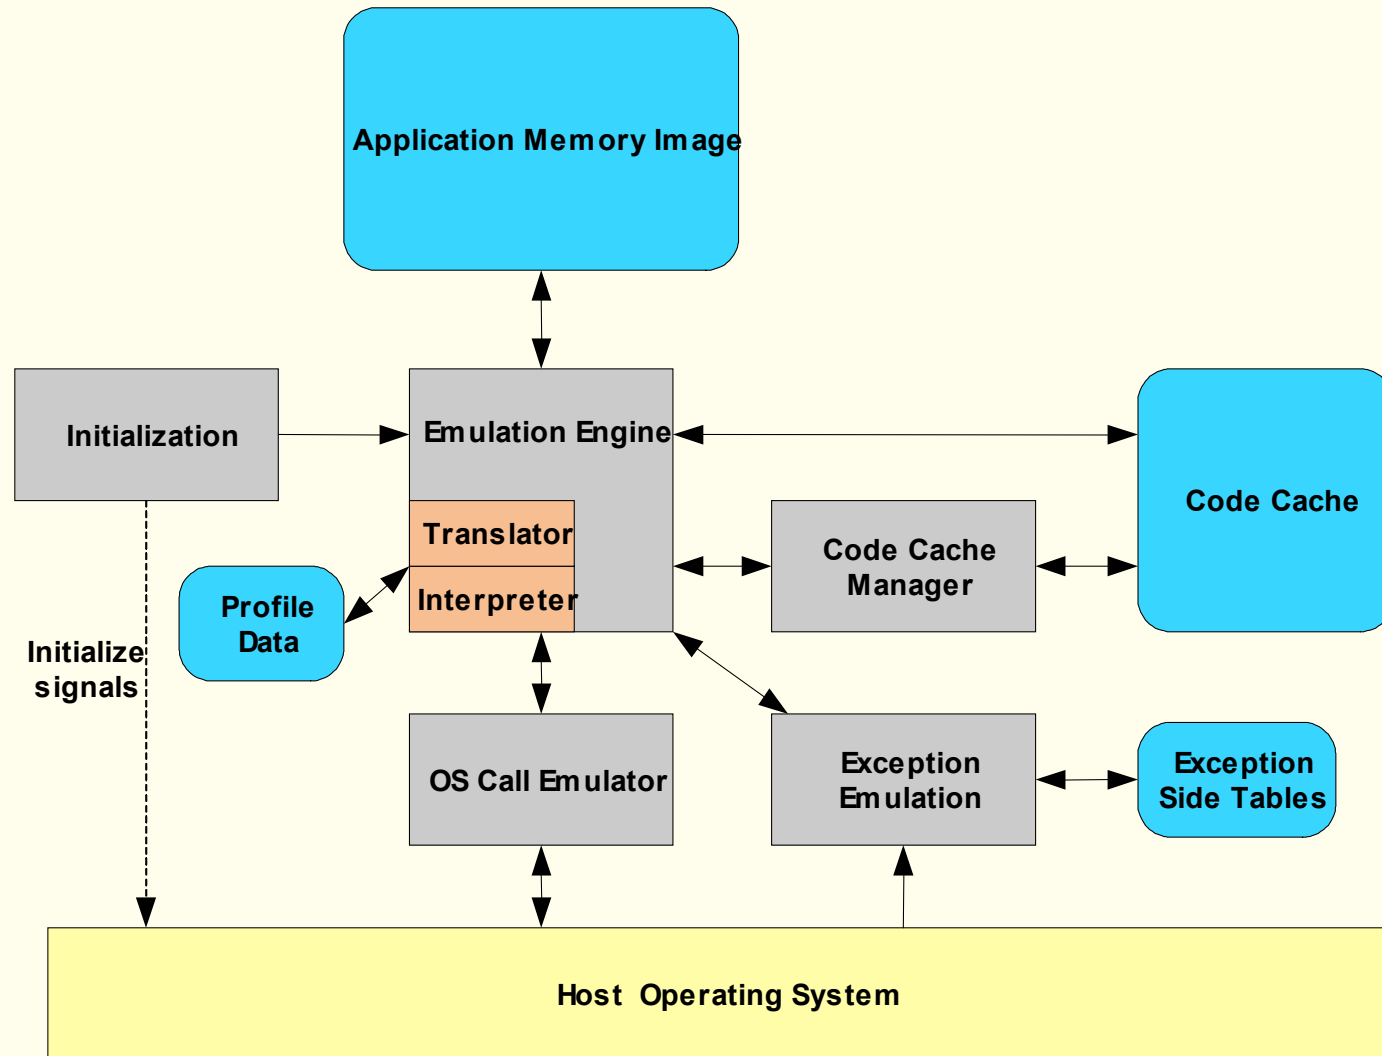 Application Memory Image
Initialization
Emulation Engine
Translator
Interpreter
Code Cache
Manager
Code Cache
Profile
Data
Initialize
signals
OS Call Emulator
Exception
Emulation
Exception
Side Tables
Host Operating System